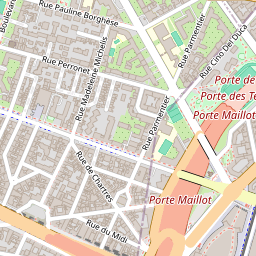 Rue Pauline Borghèse
Boulevard
Rue Madeleine Michelis
Rue Parmentier
Rue Cino Del Duca
Rue Perronet
Porte de
Porte des Te
Porte Maillot
Rue Parmentier
Rue de Chartres
Porte Maillot
Rue du Midi